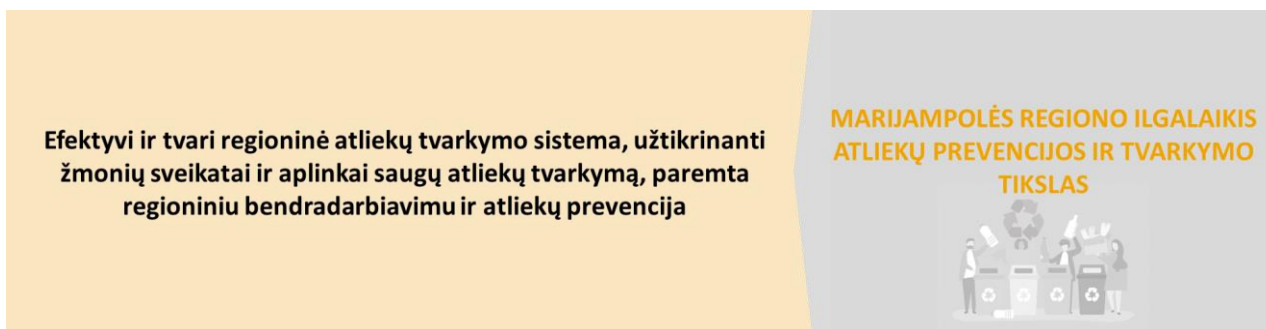 Efektyvi ir tvari regioninė atliekų tvarkymo sistema, užtikrinanti
žmonių sveikatai ir aplinkai saugų atliekų tvarkymą, paremta
regioniniu bendradarbiavimu ir atliekų prevencija
MARIJAMPOLĖS REGIONO ILGALAIKIS
ATLIEKŲ PREVENCIJOS IR TVARKYMO
TIKSLAS